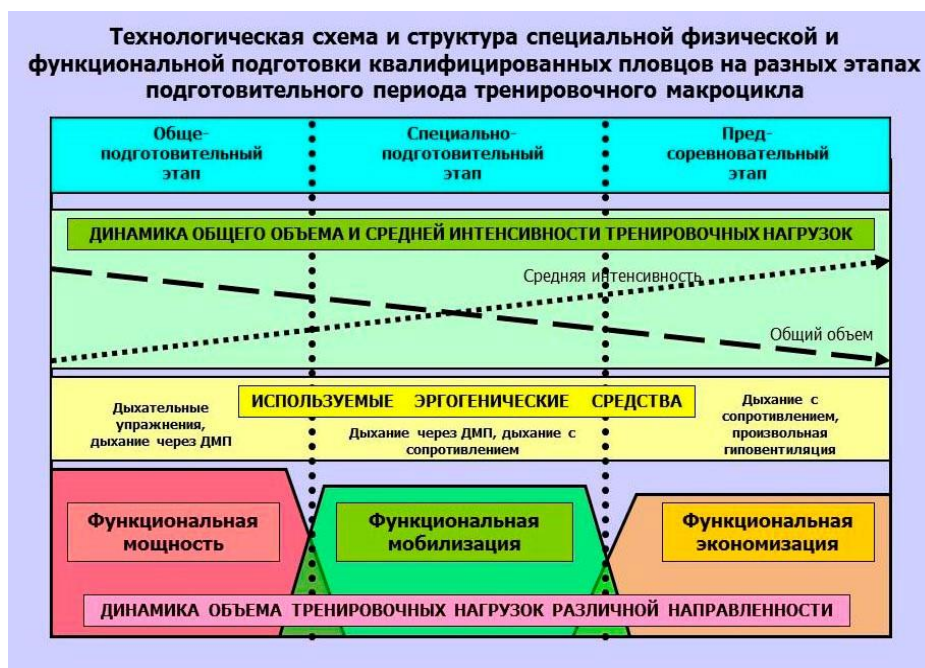 Технологическая схема и структура специальной физической и
функциональной подготовки квалифицированных пловцов на разных этапах
подготовительного периода тренировочного макроцикла
Обще-
подготовительный
этап
Специально-
подготовительный
этап
Пред-
соревновательный
этап
ДИНАМИКА ОБЩЕГО ОБЪЕМА И СРЕДНЕЙ ИНТЕНСИВНОСТИ ТРЕНИРОВОЧНЫХ НАГРУЗОК
Средняя интенсивность
Общий объем
ИСПОЛЬЗУЕМЫЕ ЭРГОГЕНИЧЕСКИЕ СРЕДСТВА
Дыхательные
упражнения,
дыхание через ДМП
Дыхание через ДМП, дыхание с
сопротивлением
Дыхание с
сопротивлением,
произвольная
гиповентиляция
Функциональная
мощность
Функциональная
мобилизация
Функциональная
экономизация
ДИНАМИКА ОБЪЕМА ТРЕНИРОВОЧНЫХ НАГРУЗОК РАЗЛИЧНОЙ НАПРАВЛЕННОСТИ